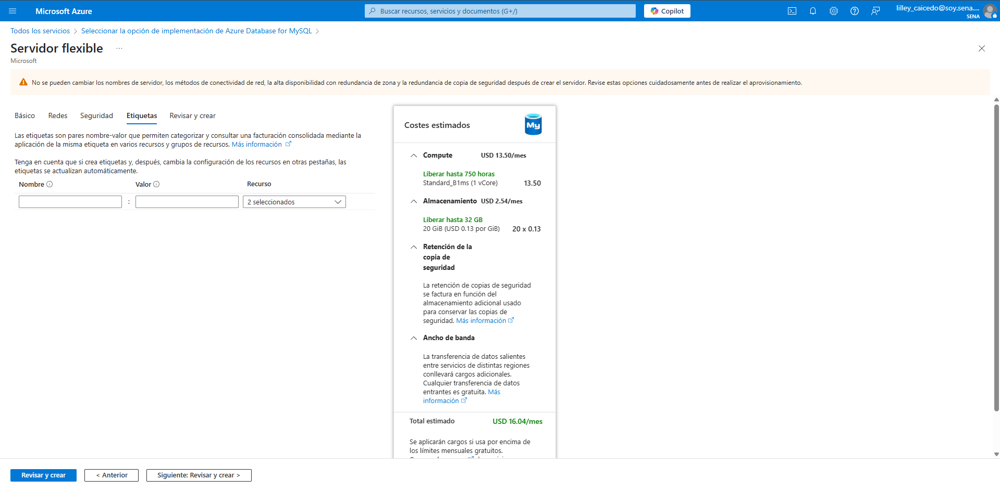 Microsoft Azure
Buscar recursos, servicios y documentos (G+/)
Copilot
lilley_caicedo@soy.sena....
SENA
Todos los servicios > Seleccionar la opción de implementación de Azure Database for MySQL >
Servidor flexible ...
Microsoft
No se pueden cambiar los nombres de servidor, los métodos de conectividad de red, la alta disponibilidad con redundancia de zona y la redundancia de copia de seguridad después de crear el servidor. Revise estas opciones cuidadosamente antes de realizar el aprovisionamiento.
Básico Redes Seguridad Etiquetas Revisar y crear
Las etiquetas son pares nombre-valor que permiten categorizar y consultar una facturación consolidada mediante la
aplicación de la misma etiqueta en varios recursos y grupos de recursos. Más información
Tenga en cuenta que si crea etiquetas y, después, cambia la configuración de los recursos en otras pestañas, las
etiquetas se actualizan automáticamente.
Nombre Valor Recurso
: 2 seleccionados
Costes estimados
My
Compute USD 13.50/mes
Liberar hasta 750 horas
Standard_B1ms (1 vCore) 13.50
Almacenamiento USD 2.54/mes
Liberar hasta 32 GB
20 GiB (USD 0.13 por GiB) 20 x 0.13
Retención de la
copia de
seguridad
La retención de copias de seguridad
se factura en función del
almacenamiento adicional usado
para conservar las copias de
seguridad. Más información
Ancho de banda
La transferencia de datos salientes
entre servicios de distintas regiones
conllevará cargos adicionales.
Cualquier transferencia de datos
entrantes es gratuita. Más
información
Total estimado USD 16.04/mes
Se aplicarán cargos si usa por encima de
los límites mensuales gratuitos.
Revisar y crear
< Anterior
Siguiente: Revisar y crear >